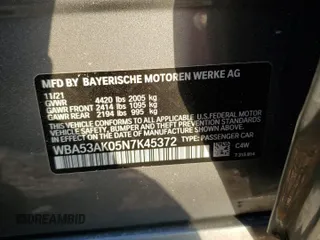 MFD BY BAYERISCHE MOTOREN WERKE AG
11/21
GVWR 4420 lbs 2005 kg
GAWR FRONT 2414 lbs 1095 kg
GAWR REAR 2194 lbs 995 kg
THIS VEHICLE CONFORMS TO ALL APPLICABLE
U.S. FEDERAL MOTOR VEHICLE SAFETY, BUMPER,
AND THEFT PREVENTION STANDARDS IN EFFECT ON THE
DATE OF MANUFACTURE SHOWN ABOVE.
WBA53AK05N7K45372 TYPE: PASSENGER CAR
C4W